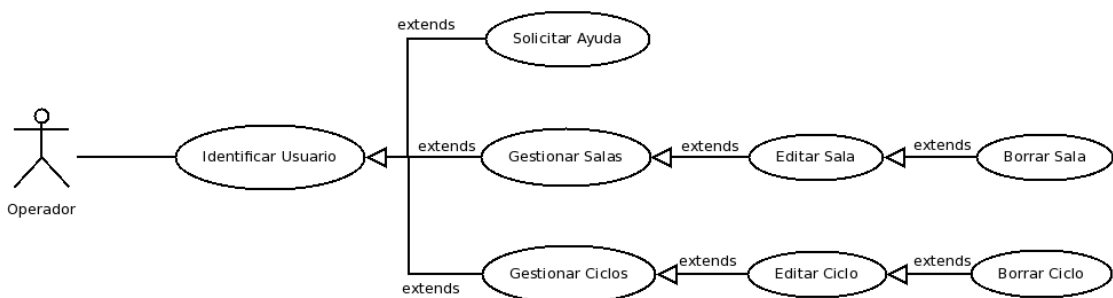 extends
Solicitar Ayuda
Operador
Identificar Usuario
extends
Gestionar Salas
extends
Editar Sala
extends
Borrar Sala
extends
Gestionar Ciclos
extends
Editar Ciclo
extends
Borrar Ciclo